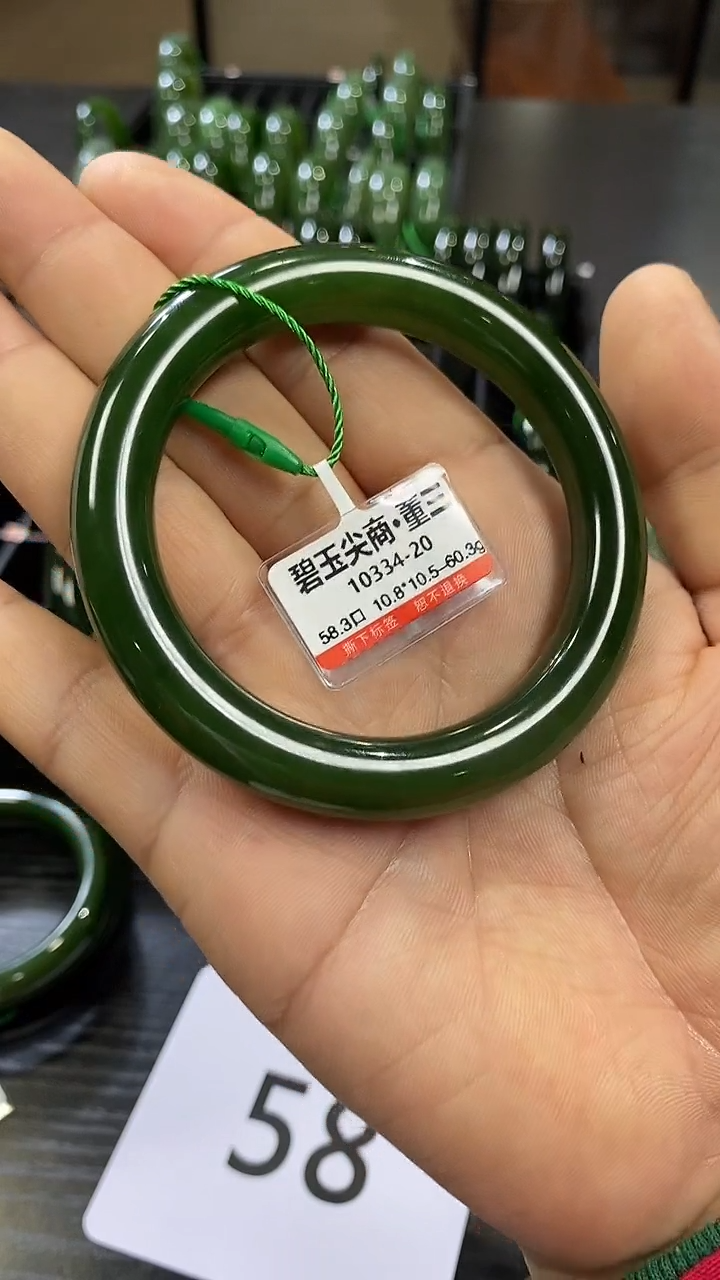 碧玉尖商·董三
10334-20
58.3口 10.8*10.5-60.3g
撕下标签 恕不退换
58